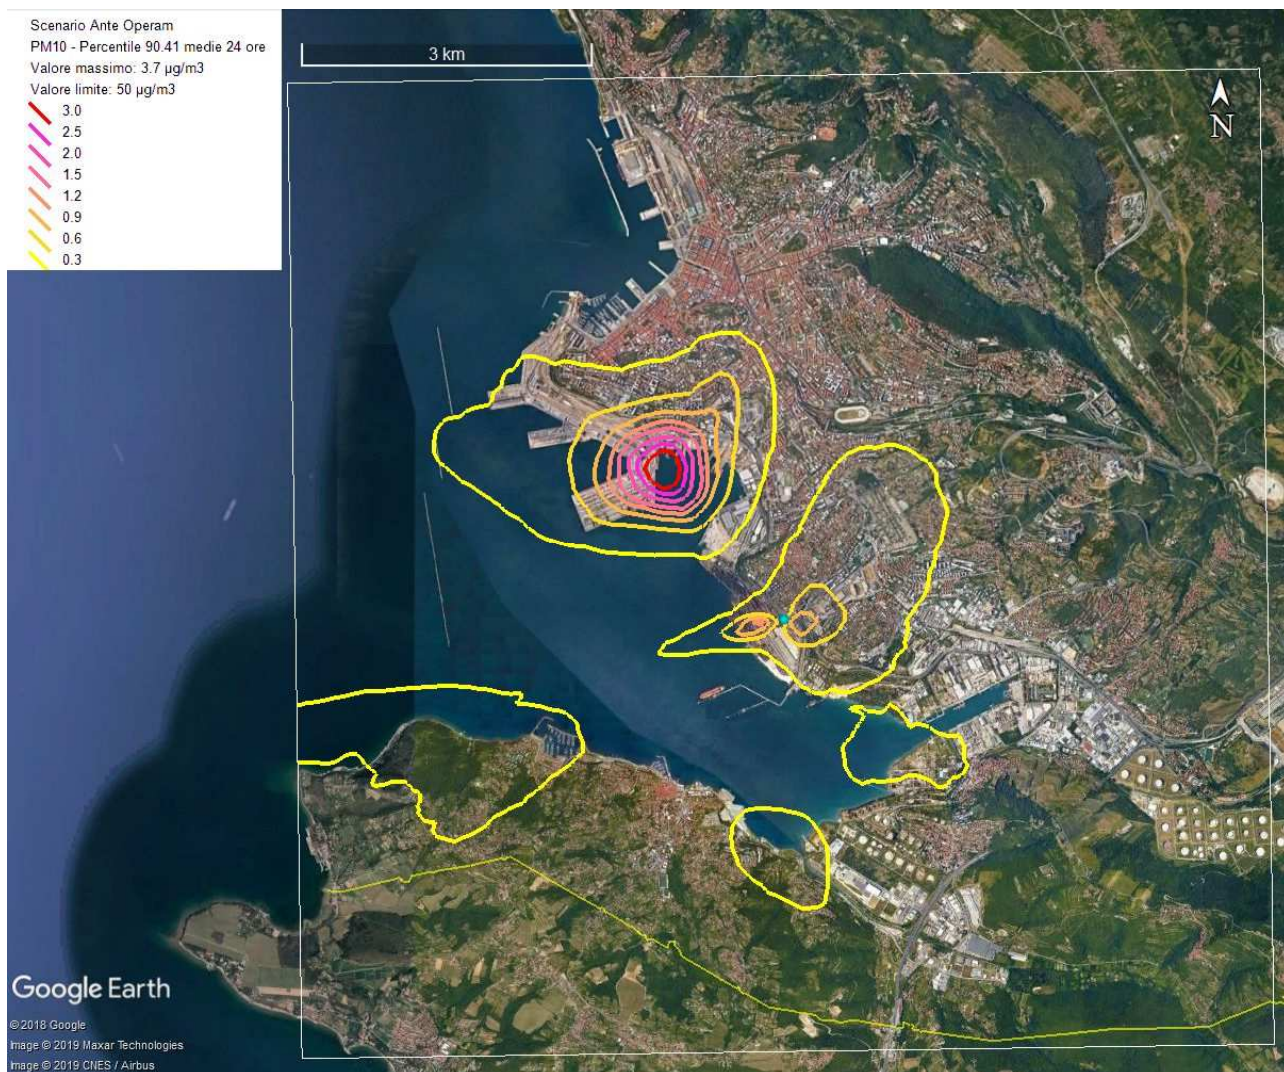 Scenario Ante Operam
PM10 - Percentile 90.41 medie 24 ore
Valore massimo: 3.7 µg/m3
Valore limite: 50 µg/m3
3.0
2.5
2.0
1.5
1.2
0.9
0.6
0.3
3 km
N
Google Earth
© 2018 Google
Image © 2019 Maxar Technologies
Image © 2019 CNES / Airbus